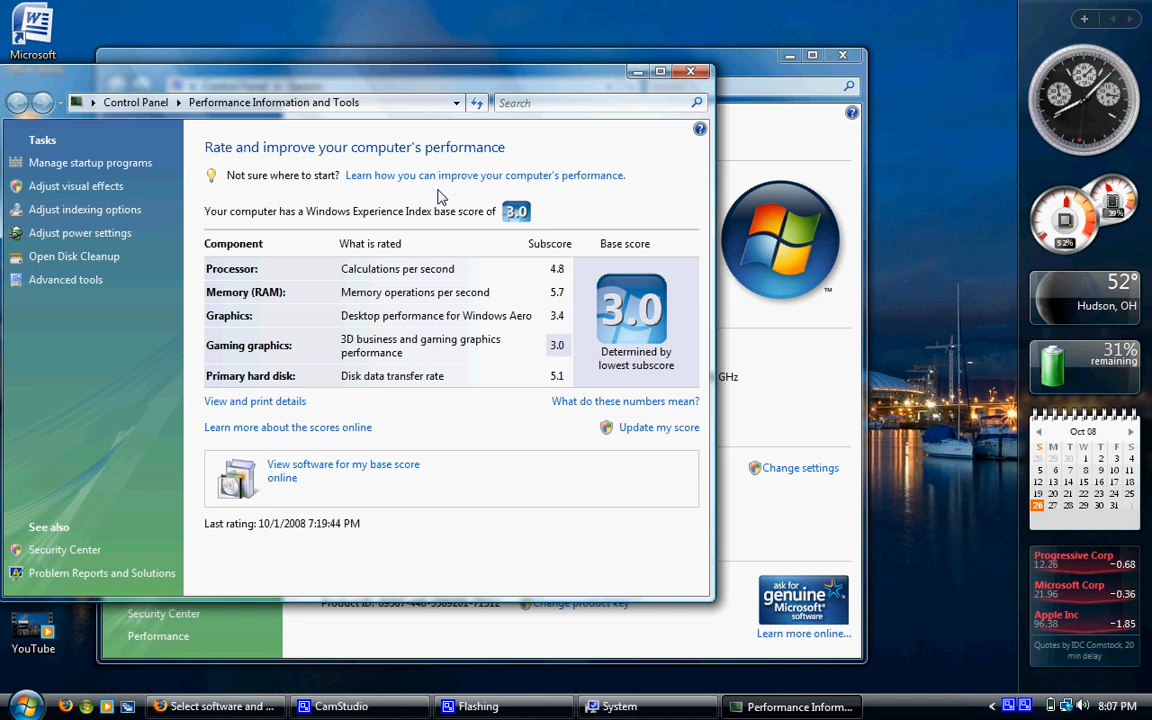 Microsoft
Control Panel
Performance Information and Tools
Search
Tasks
Manage startup programs
Adjust visual effects
Adjust indexing options
Adjust power settings
Open Disk Cleanup
Advanced tools
See also
Security Center
Problem Reports and Solutions
Rate and improve your computer's performance
Not sure where to start? Learn how you can improve your computer's performance.
Your computer has a Windows Experience Index base score of 3.0
Component What is rated Subscore Base score
Processor: Calculations per second 4.8
Memory (RAM): Memory operations per second 5.7
Graphics: Desktop performance for Windows Aero 3.4
Gaming graphics: 3D business and gaming graphics
performance 3.0
Primary hard disk: Disk data transfer rate 5.1
3.0
Determined by
lowest subscore
View and print details What do these numbers mean?
Learn more about the scores online Update my score
View software for my base score
online
Last rating: 10/1/2008 7:19:44 PM
GHz
TM
Change settings
Change product key
ask for
genuine
Microsoft
software
Learn more online...
Security Center
Performance
YouTube
39%
52%
52°
Hudson, OH
31%
remaining
Oct 08
S M T W T F S
28 29 30 1 2 3 4
5 6 7 8 9 10 11
12 13 14 15 16 17 18
19 20 21 22 23 24 25
26 27 28 29 30 31 1
Progressive Corp
12.26 -0.68
Microsoft Corp
21.96 -0.36
Apple Inc
96.38 -1.85
Quotes by IDC Comstock, 20
min delay
Select software and ...
CamStudio
Flashing
System
Performance Inform...
8:07 PM